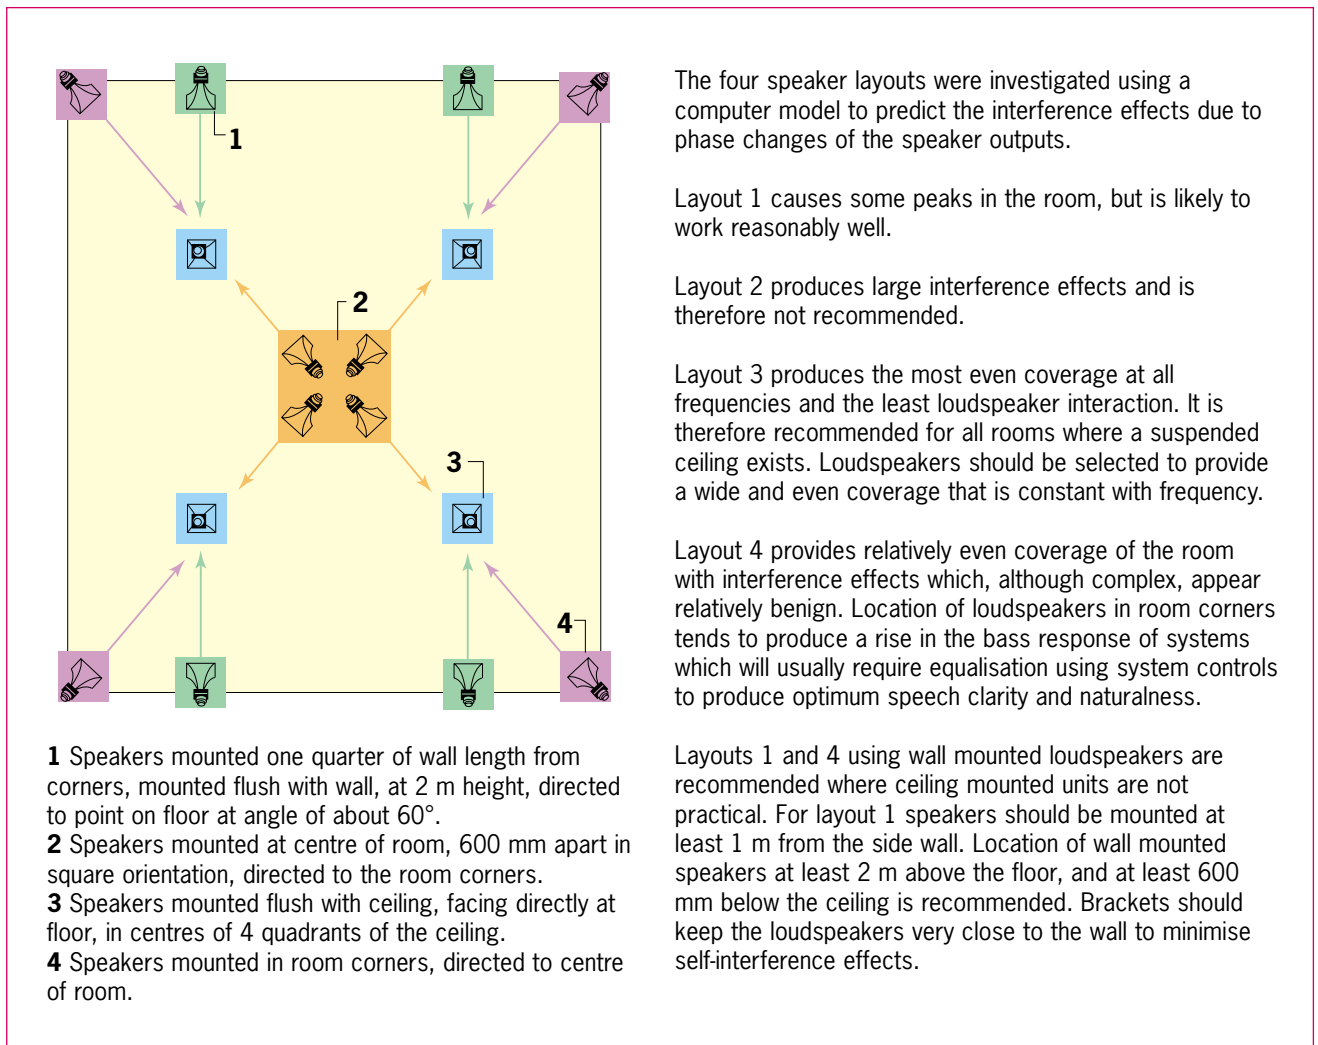 1
2
3
4
1 Speakers mounted one quarter of wall length from
corners, mounted flush with wall, at 2 m height, directed
to point on floor at angle of about 60°.
2 Speakers mounted at centre of room, 600 mm apart in
square orientation, directed to the room corners.
3 Speakers mounted flush with ceiling, facing directly at
floor, in centres of 4 quadrants of the ceiling.
4 Speakers mounted in room corners, directed to centre
of room.
The four speaker layouts were investigated using a
computer model to predict the interference effects due to
phase changes of the speaker outputs.
Layout 1 causes some peaks in the room, but is likely to
work reasonably well.
Layout 2 produces large interference effects and is
therefore not recommended.
Layout 3 produces the most even coverage at all
frequencies and the least loudspeaker interaction. It is
therefore recommended for all rooms where a suspended
ceiling exists. Loudspeakers should be selected to provide
a wide and even coverage that is constant with frequency.
Layout 4 provides relatively even coverage of the room
with interference effects which, although complex, appear
relatively benign. Location of loudspeakers in room corners
tends to produce a rise in the bass response of systems
which will usually require equalisation using system controls
to produce optimum speech clarity and naturalness.
Layouts 1 and 4 using wall mounted loudspeakers are
recommended where ceiling mounted units are not
practical. For layout 1 speakers should be mounted at
least 1 m from the side wall. Location of wall mounted
speakers at least 2 m above the floor, and at least 600
mm below the ceiling is recommended. Brackets should
keep the loudspeakers very close to the wall to minimise
self-interference effects.